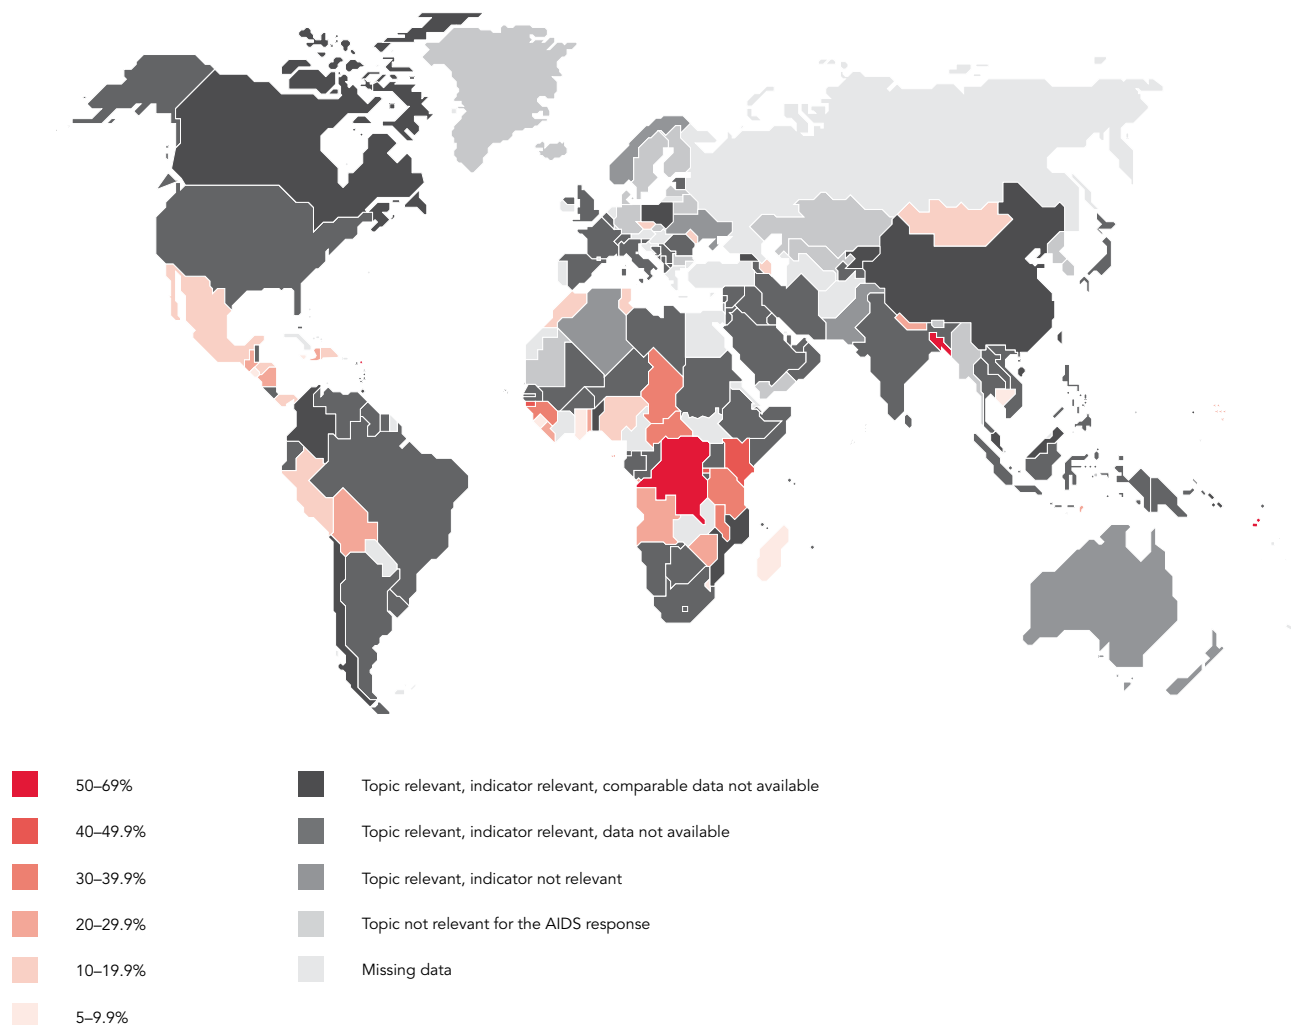 50–69%
40–49.9%
30–39.9%
20–29.9%
10–19.9%
5–9.9%
Topic relevant, indicator relevant, comparable data not available
Topic relevant, indicator relevant, data not available
Topic relevant, indicator not relevant
Topic not relevant for the AIDS response
Missing data